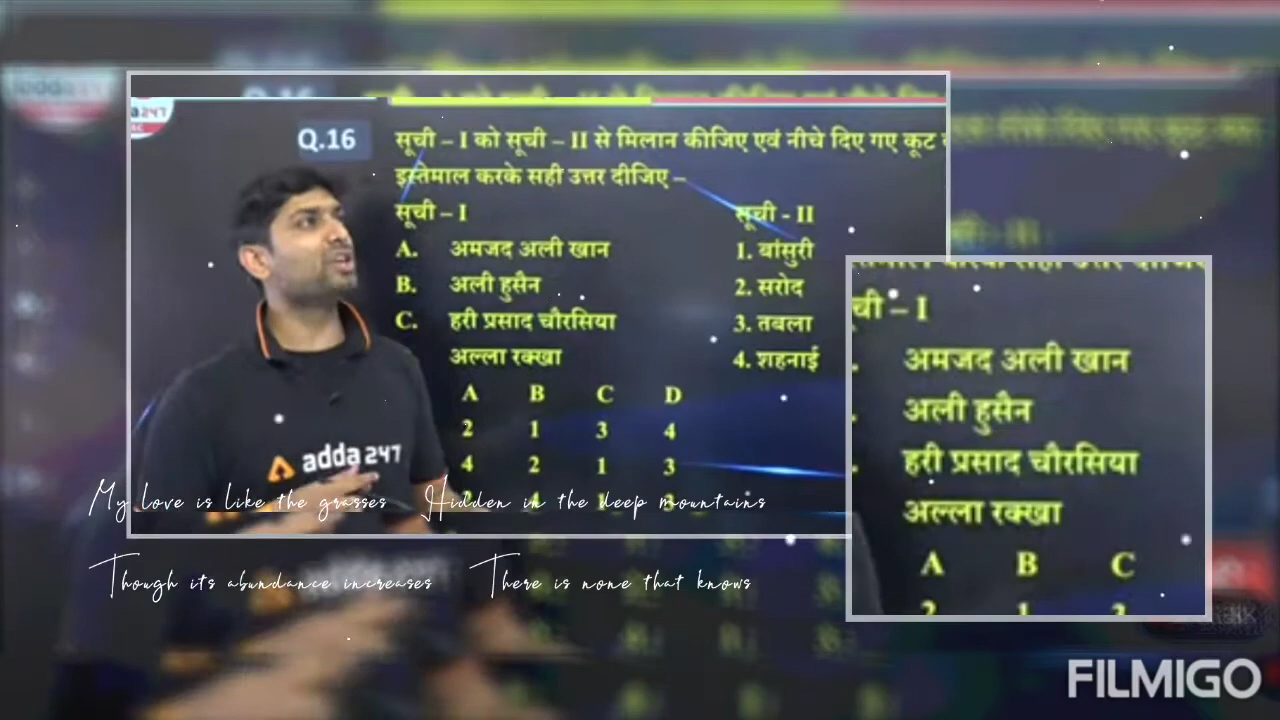 Q.16
सूची – I को सूची – II से मिलान कीजिए एवं नीचे दिए गए कूट
इस्तेमाल करके सही उत्तर दीजिए –
सूची – I सूची - II
A. अमजद अली खान 1. बांसुरी
B. अली हुसैन 2. सरोद
C. हरी प्रसाद चौरसिया 3. तबला
अल्ला रक्खा 4. शहनाई
A B C D
2 1 3 4
4 2 1 3
adda 247
My love is like the grasses Hidden in the deep mountains
Though its abundance increases There is none that knows
ची – I
अमजद अली खान
अली हुसैन
हरी प्रसाद चौरसिया
अल्ला रक्खा
A B C
2 1 3
FILMIGO